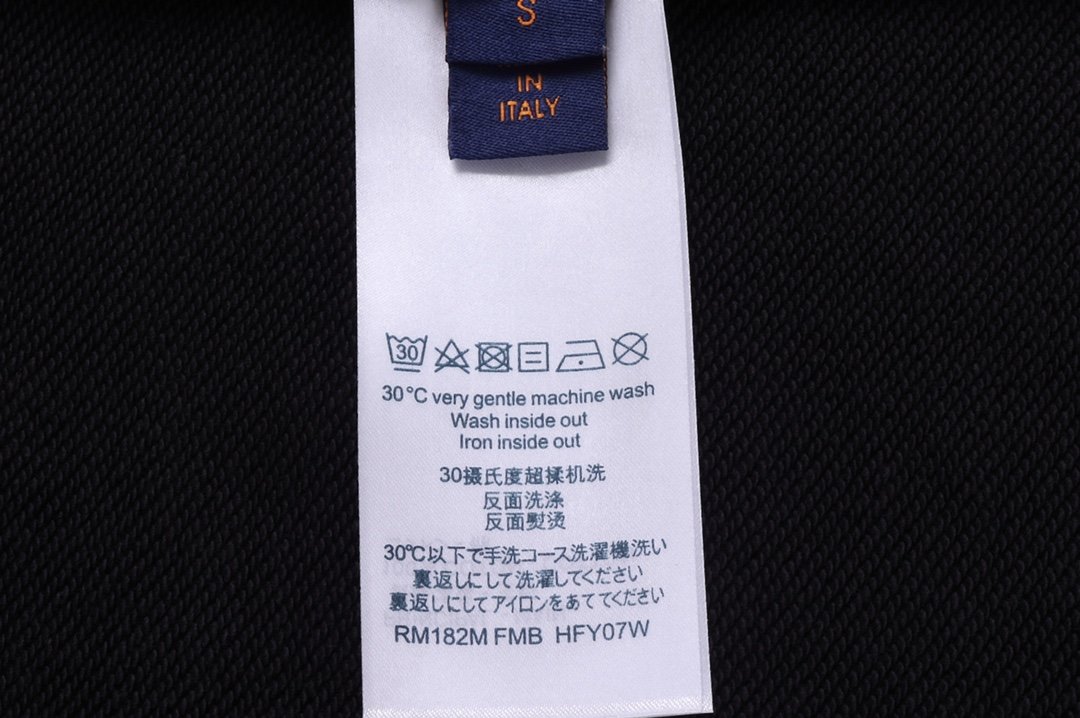 S
IN
ITALY
30
30°C very gentle machine wash
Wash inside out
Iron inside out
30摄氏度超揉机洗
反面洗涤
反面熨烫
30℃以下で手洗コース洗濯機洗い
裏返しにして洗濯してください
裏返しにしてアイロンをあててください
RM182M FMB HFY07W